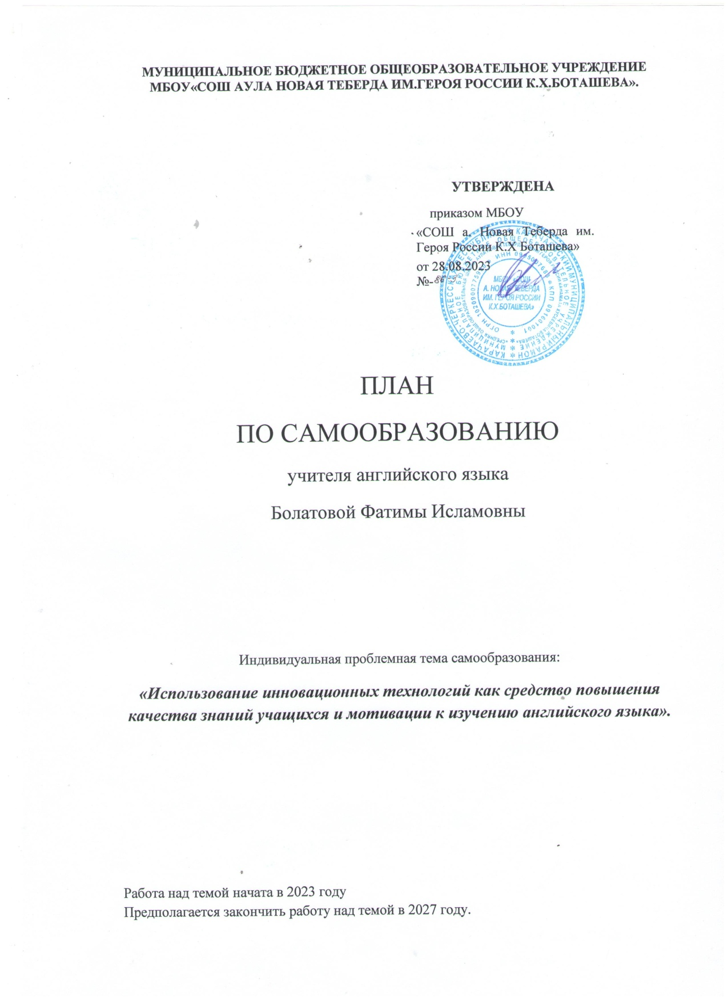 МУНИЦИПАЛЬНОЕ БЮДЖЕТНОЕ ОБЩЕОБРАЗОВАТЕЛЬНОЕ УЧРЕЖДЕНИЕ
МБОУ«СОШ АУЛА НОВАЯ ТЕБЕРДА ИМ.ГЕРОЯ РОССИИ К.Х.БОТАШЕВА».
УТВЕРЖДЕНА
приказом МБОУ
«СОШ а. Новая Теберда им.
Героя России К.Х Боташева»
от 28.08.2023
№-
МБОУ «СОШ
А. НОВАЯ ТЕБЕРДА
ИМ. ГЕРОЯ РОССИИ
К.Х.БОТАШЕВА»
ПЛАН
ПО САМООБРАЗОВАНИЮ
учителя английского языка
Болатовой Фатимы Исламовны
Индивидуальная проблемная тема самообразования:
«Использование инновационных технологий как средство повышения
качества знаний учащихся и мотивации к изучению английского языка».
Работа над темой начата в 2023 году
Предполагается закончить работу над темой в 2027 году.